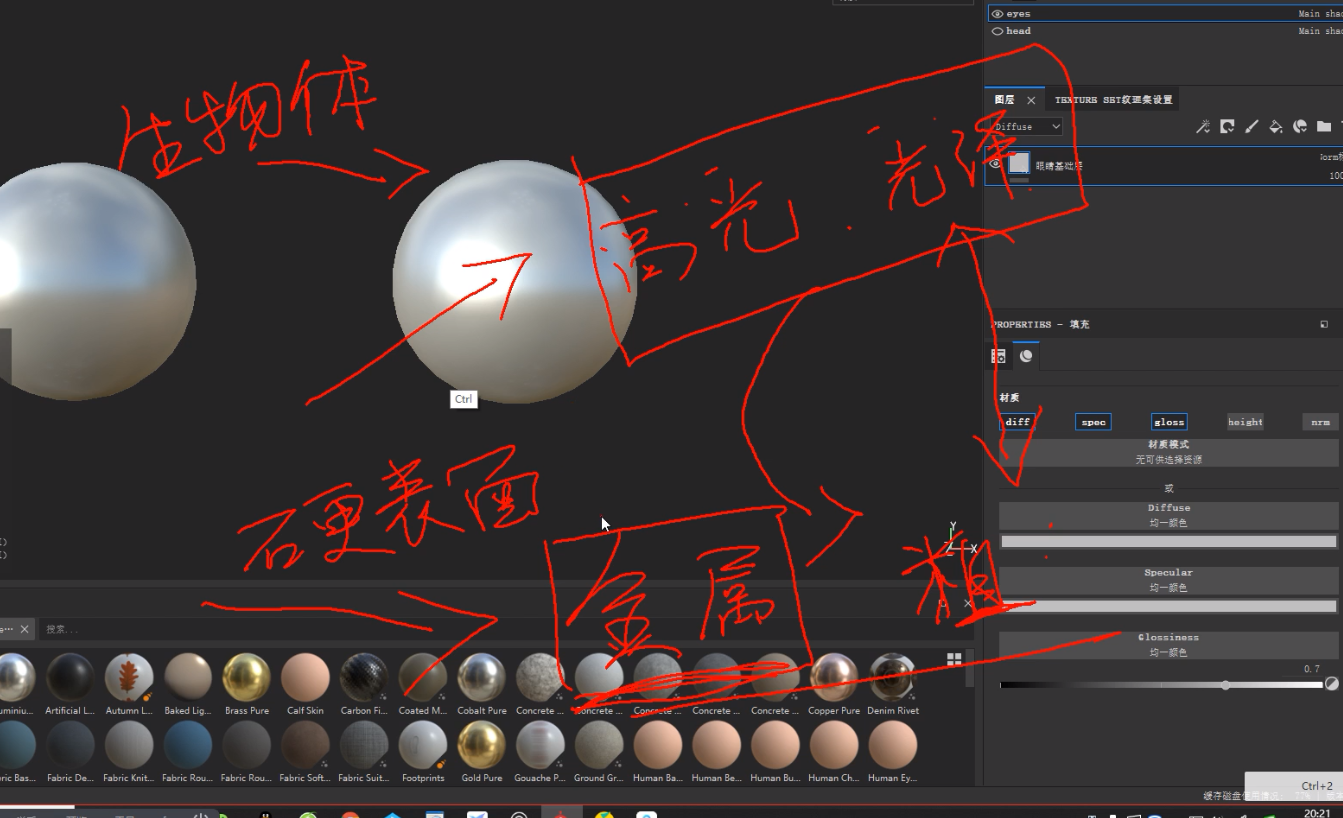 eyes Main sha
head Main sha
图层 × TEXTURE SET纹理集设置
Diffuse
眼睛基础层 Norm
100
生物体
高光.光泽
PROPERTIES - 填充
材质
diff spec gloss height nrm
材质模式
无可供选择资源
或
Diffuse
均一颜色
Specular
均一颜色
Glossiness
均一颜色
0.7
Ctrl
硬表面
金属
粗
Y
X
搜索...
Artificial L... Autumn L... Baked Lig... Brass Pure Calf Skin Carbon Fi... Coated M... Cobalt Pure Concrete ... Concrete ... Concrete ... Concrete ... Concrete ... Copper Pure Denim Rivet
ric Bas... Fabric De... Fabric Knit... Fabric Rou... Fabric Rou... Fabric Soft... Fabric Suit... Footprints Gold Pure Gouache P... Ground Gr... Human Ba... Human Be... Human Bu... Human Ch... Human Ey...
Ctrl+2
缓存磁盘使用情况:
20:21